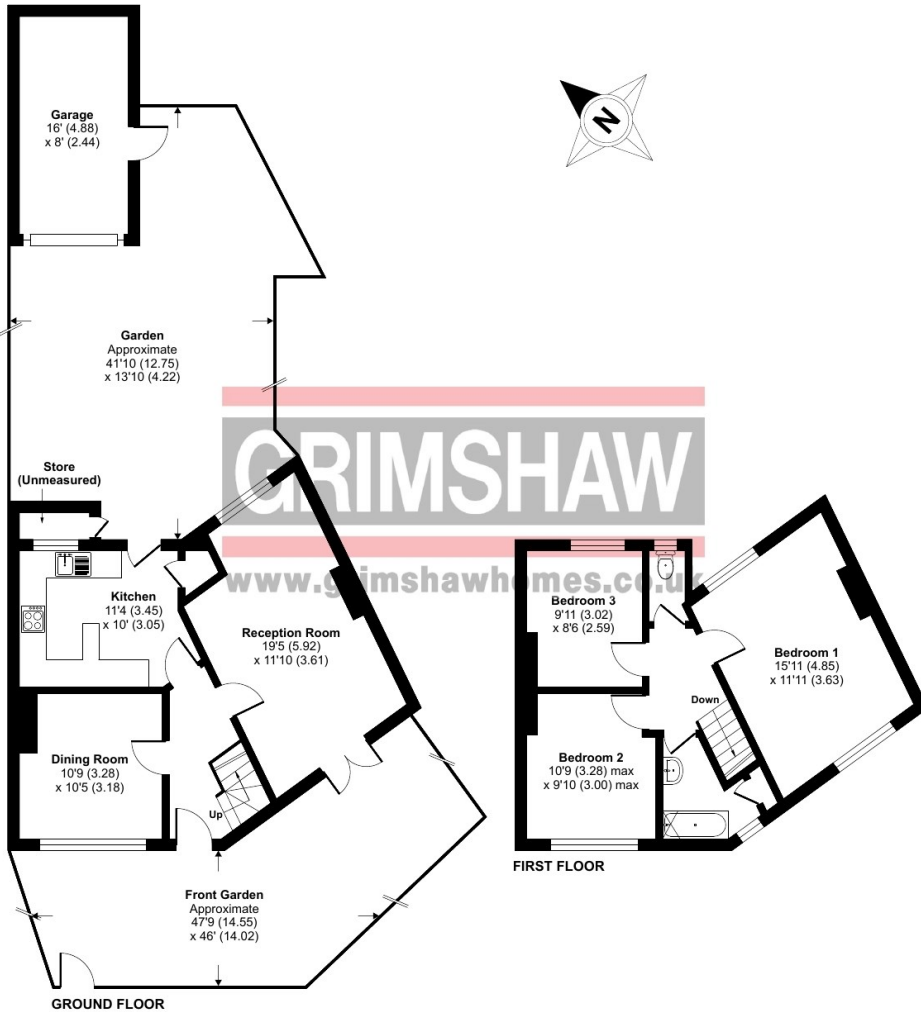 Garage
16' (4.88)
x 8' (2.44)
N
Garden
Approximate
41'10 (12.75)
x 13'10 (4.22)
GRIMSHAW
www.grimshawhomes.co.uk
Store
(Unmeasured)
Kitchen
11'4 (3.45)
x 10' (3.05)
Reception Room
19'5 (5.92)
x 11'10 (3.61)
Dining Room
10'9 (3.28)
x 10'5 (3.18)
Up
Front Garden
Approximate
47'9 (14.55)
x 46' (14.02)
GROUND FLOOR
Bedroom 3
9'11 (3.02)
x 8'6 (2.59)
Bedroom 1
15'11 (4.85)
x 11'11 (3.63)
Down
Bedroom 2
10'9 (3.28) max
x 9'10 (3.00) max
FIRST FLOOR